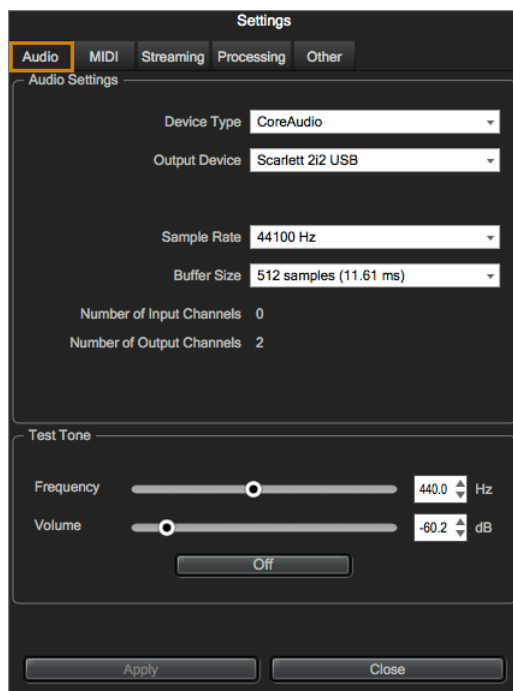 Settings
Audio MIDI Streaming Processing Other
Audio Settings
Device Type CoreAudio
Output Device Scarlett 2i2 USB
Sample Rate 44100 Hz
Buffer Size 512 samples (11.61 ms)
Number of Input Channels 0
Number of Output Channels 2
Test Tone
Frequency 440.0 Hz
Volume -60.2 dB
Off
Apply Close